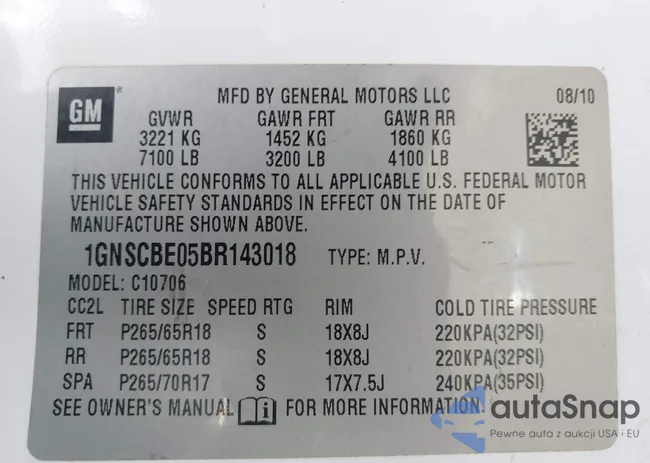 GM
MFD BY GENERAL MOTORS LLC 08/10
GVWR GAWR FRT GAWR RR
3221 KG 1452 KG 1860 KG
7100 LB 3200 LB 4100 LB
THIS VEHICLE CONFORMS TO ALL APPLICABLE U.S. FEDERAL MOTOR
VEHICLE SAFETY STANDARDS IN EFFECT ON THE DATE OF
MANUFACTURE SHOWN ABOVE.
1GNSCBE05BR143018 TYPE: M.P.V.
MODEL: C10706
CC2L TIRE SIZE SPEED RTG RIM COLD TIRE PRESSURE
FRT P265/65R18 S 18X8J 220KPA(32PSI)
RR P265/65R18 S 18X8J 220KPA(32PSI)
SPA P265/70R17 S 17X7.5J 240KPA(35PSI)
SEE OWNER'S MANUAL i FOR MORE INFORMATION.
autaSnap
Pewne auta z aukcji USA i EU